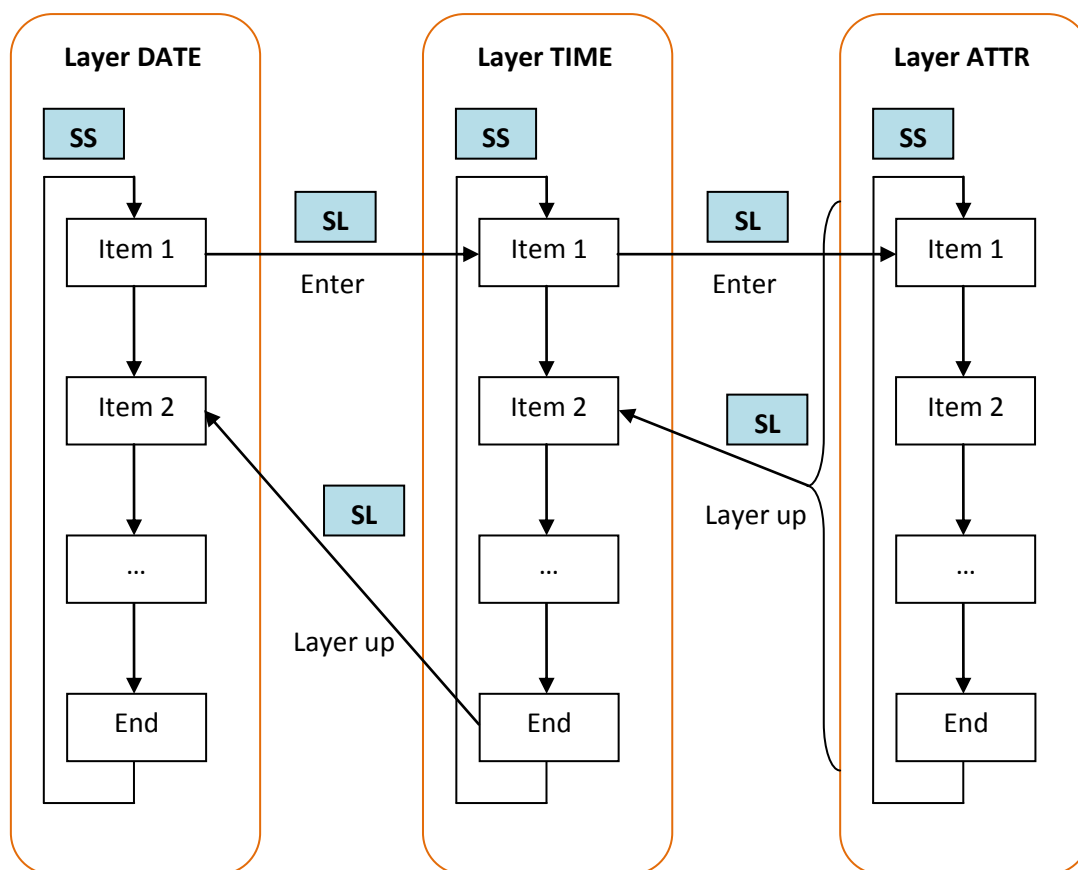 Layer DATE
Layer TIME
Layer ATTR
SS
SS
SS
SL
SL
Item 1
Item 1
Item 1
Enter
Enter
Item 2
Item 2
Item 2
SL
SL
Layer up
...
...
...
Layer up
End
End
End